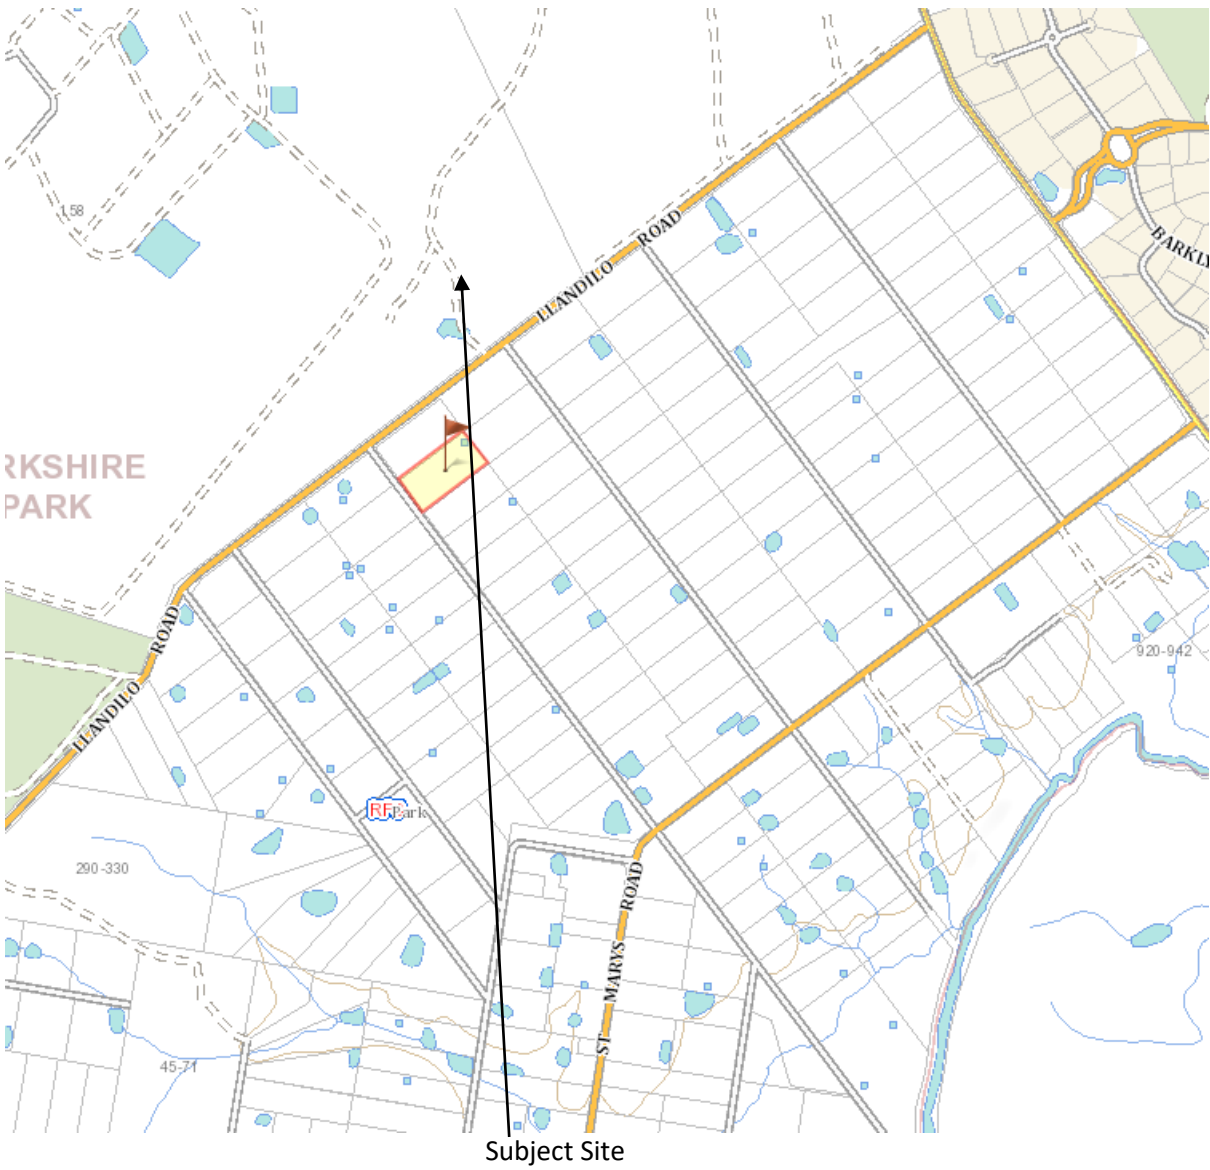 158
LLANDILO ROAD
BARKLY
11
RKSHIRE
PARK
LLANDILO ROAD
920-942
RF
Park
290-330
ST MARYS ROAD
45-71
Subject Site